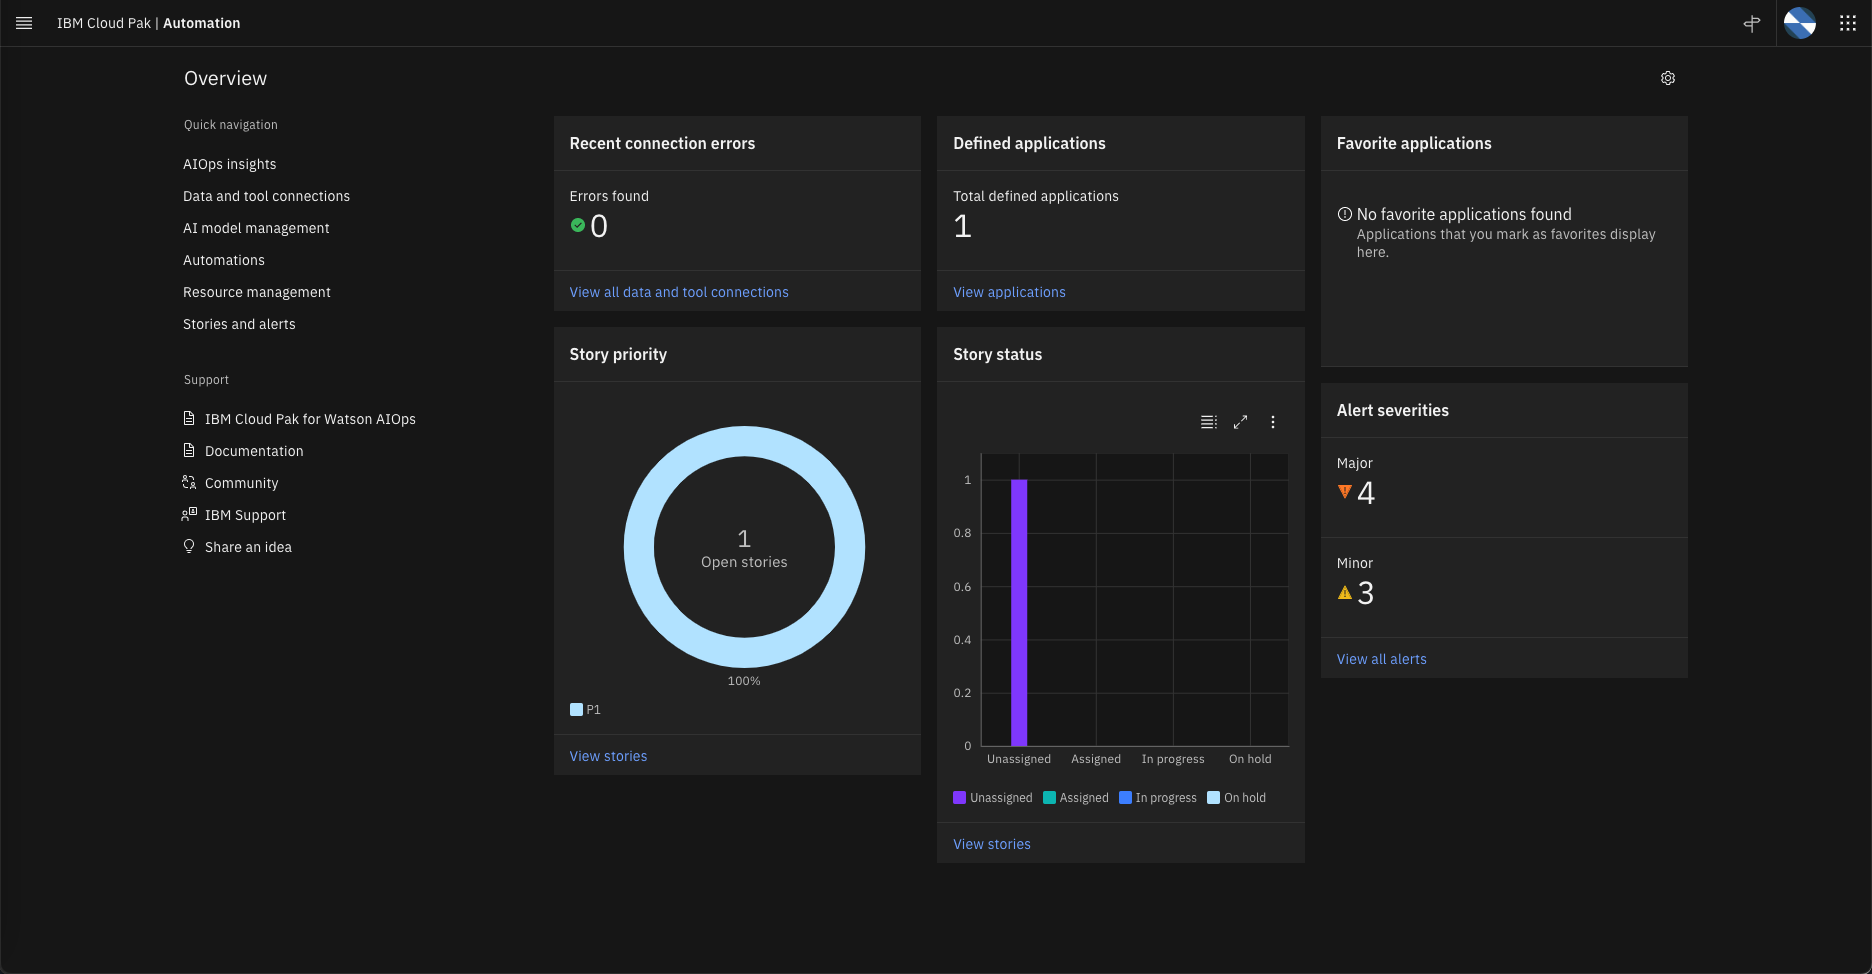 IBM Cloud Pak | Automation
Overview
Quick navigation
AIOps insights
Data and tool connections
AI model management
Automations
Resource management
Stories and alerts
Support
IBM Cloud Pak for Watson AIOps
Documentation
Community
IBM Support
Share an idea
Recent connection errors
Errors found
0
View all data and tool connections
Defined applications
Total defined applications
1
View applications
Favorite applications
No favorite applications found
Applications that you mark as favorites display
here.
Story priority
1
Open stories
100%
P1
View stories
Story status
1
0.8
0.6
0.4
0.2
0
Unassigned Assigned In progress On hold
Unassigned Assigned In progress On hold
View stories
Alert severities
Major
4
Minor
3
View all alerts